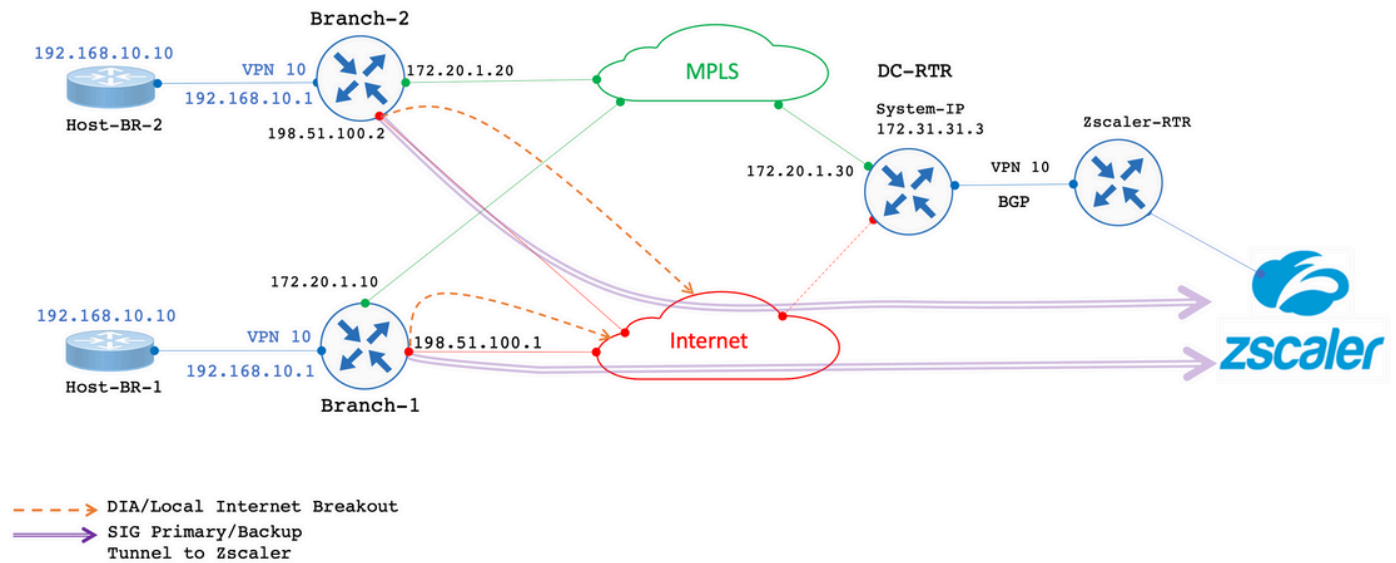 Branch-2
192.168.10.10
VPN 10
192.168.10.1
Host-BR-2
172.20.1.20
198.51.100.2
MPLS
DC-RTR
System-IP
172.31.31.3
172.20.1.30
VPN 10
BGP
Zscaler-RTR
172.20.1.10
192.168.10.10
VPN 10
192.168.10.1
Host-BR-1
198.51.100.1
Branch-1
Internet
zscaler
DIA/Local Internet Breakout
SIG Primary/Backup
Tunnel to Zscaler